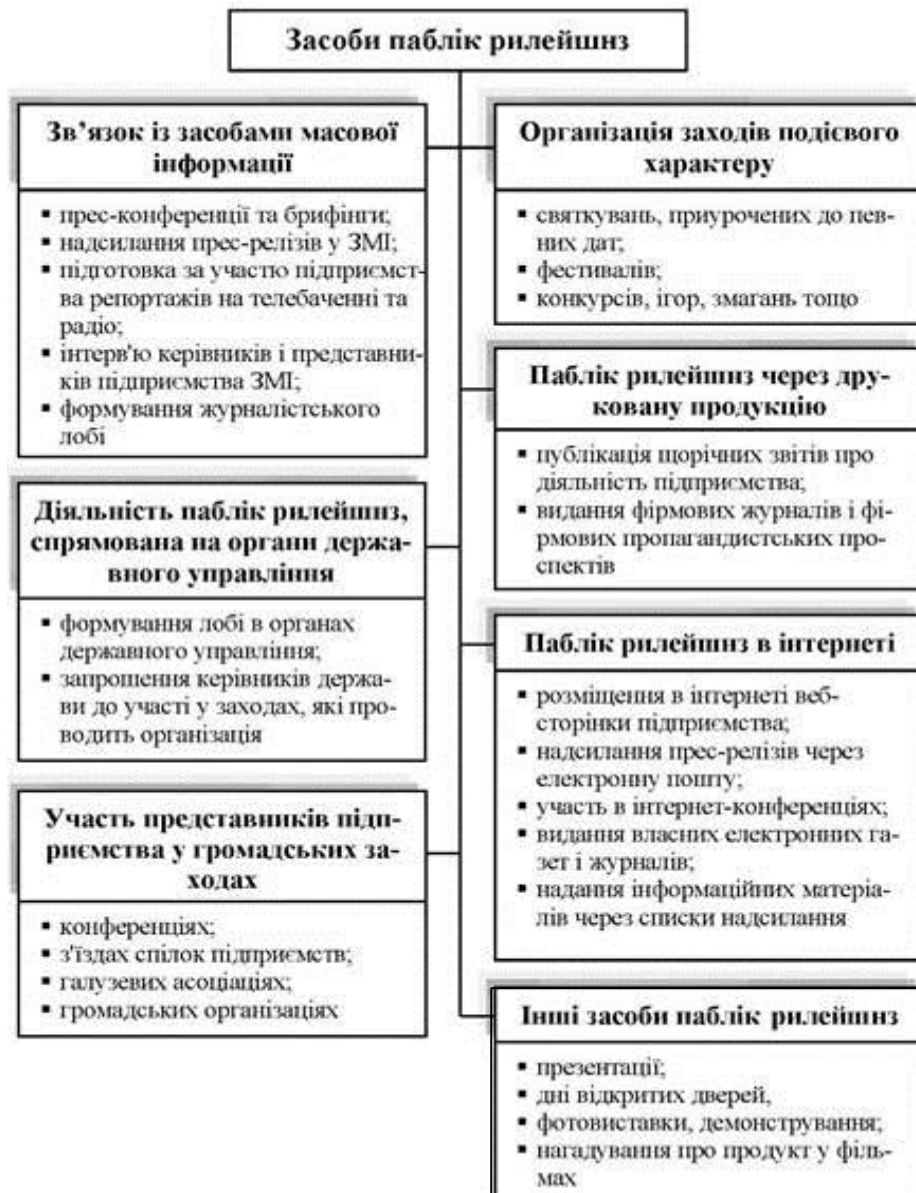 Засоби паблік рилейшнз
Зв’язок із засобами масової
інформації
▪ прес-конференції та брифінги;
▪ надсилання прес-релізів у ЗМІ;
▪ підготовка за участю підприємст-
ва репортажів на телебаченні та
радіо;
▪ інтерв'ю керівників і представни-
ків підприємства ЗМІ;
▪ формування журналістського
лобі
Діяльність паблік рилейшнз,
спрямована на органи держа-
вного управління
▪ формування лобі в органах
державного управління;
▪ запрошення керівників держа-
ви до участі у заходах, які про-
водить організація
Участь представників підп-
риємства у громадських за-
ходах
▪ конференціях;
▪ з'їздах спілок підприємств;
▪ галузевих асоціаціях;
▪ громадських організаціях
Організація заходів подієвого
характеру
▪ святкувань, приурочених до пев-
них дат;
▪ фестивалів;
▪ конкурсів, ігор, змагань тощо
Паблік рилейшнз через дру-
ковану продукцію
▪ публікація щорічних звітів про
діяльність підприємства;
▪ видання фірмових журналів і фі-
рмових пропагандистських про-
спектів
Паблік рилейшнз в інтернеті
▪ розміщення в інтернеті веб-
сторінки підприємства;
▪ надсилання прес-релізів через
електронну пошту;
▪ участь в інтернет-конференціях;
▪ видання власних електронних га-
зет і журналів;
▪ надання інформаційних матеріа-
лів через списки надсилання
Інші засоби паблік рилейшнз
▪ презентації;
▪ дні відкритих дверей,
▪ фотовиставки, демонстрування;
▪ нагадування про продукт у філь-
мах